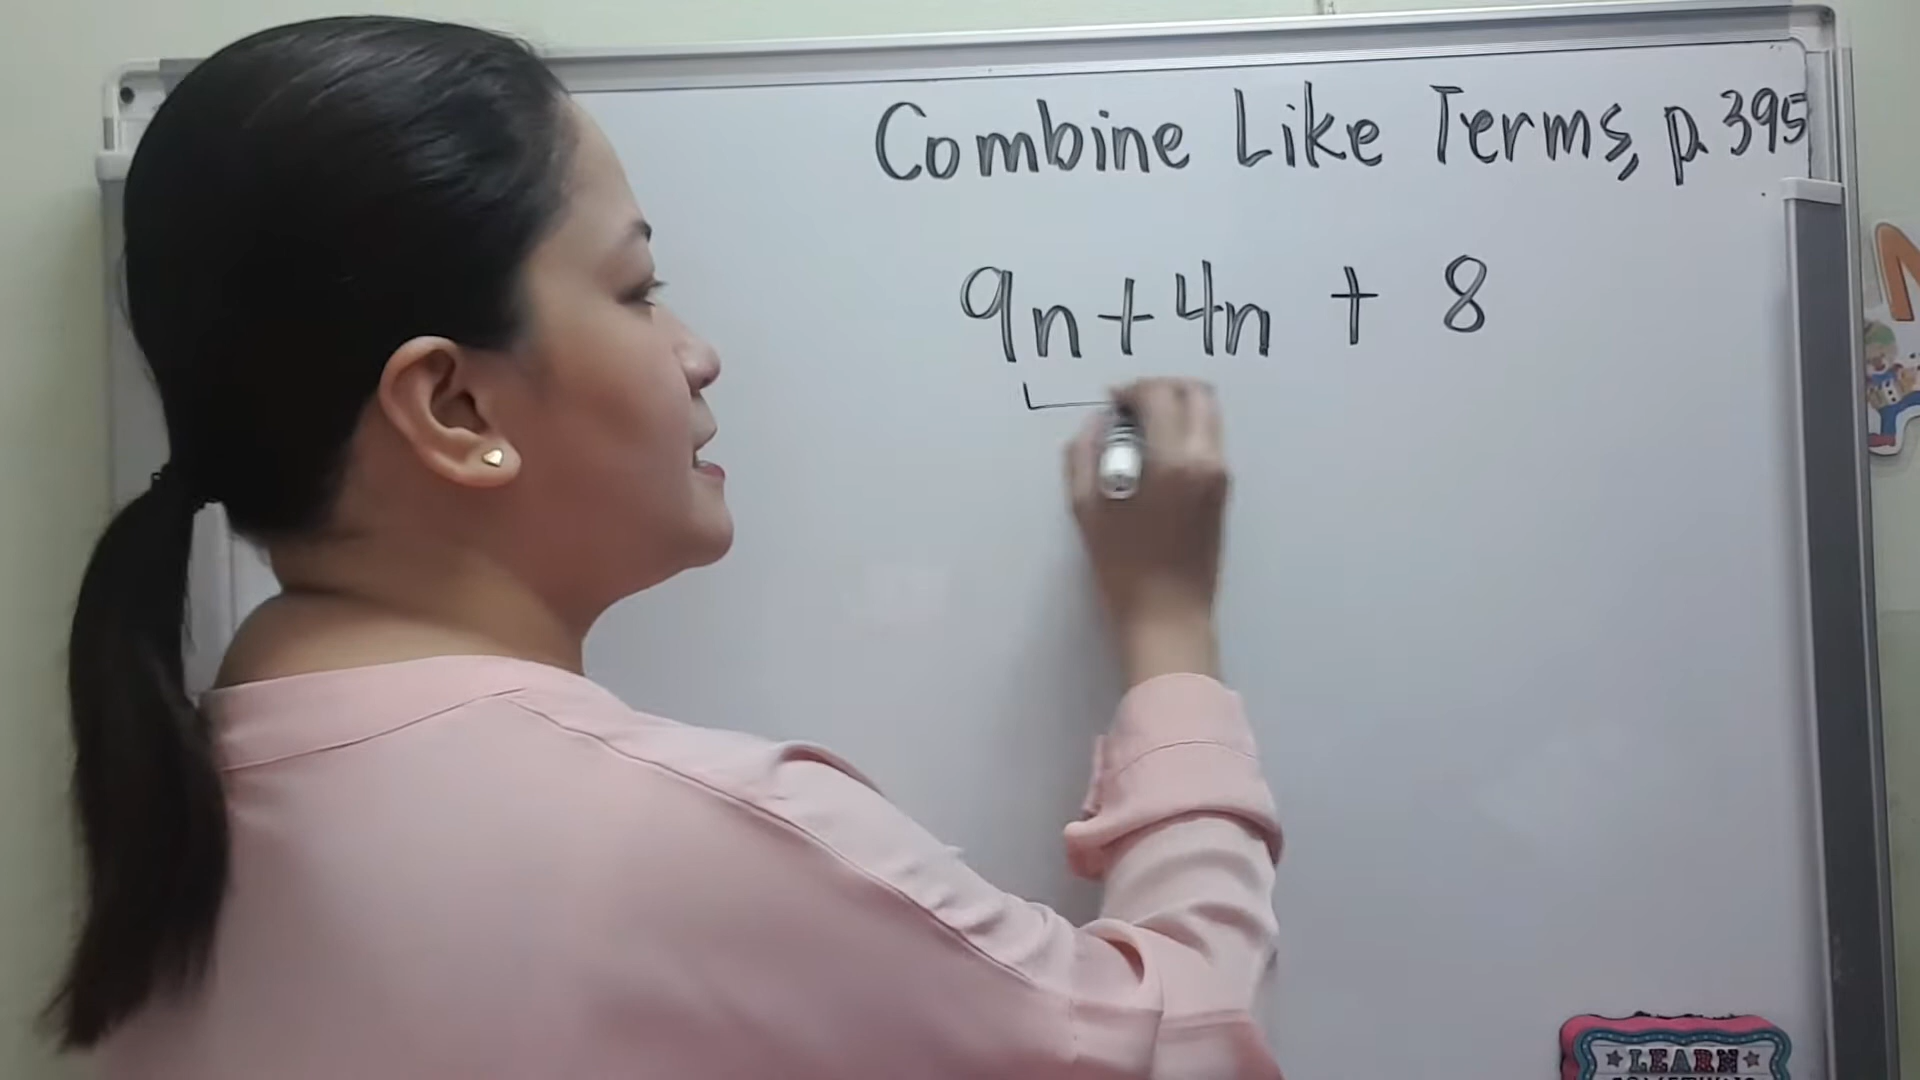 Combine Like Terms, p. 395
9n + 4n + 8
LEARN